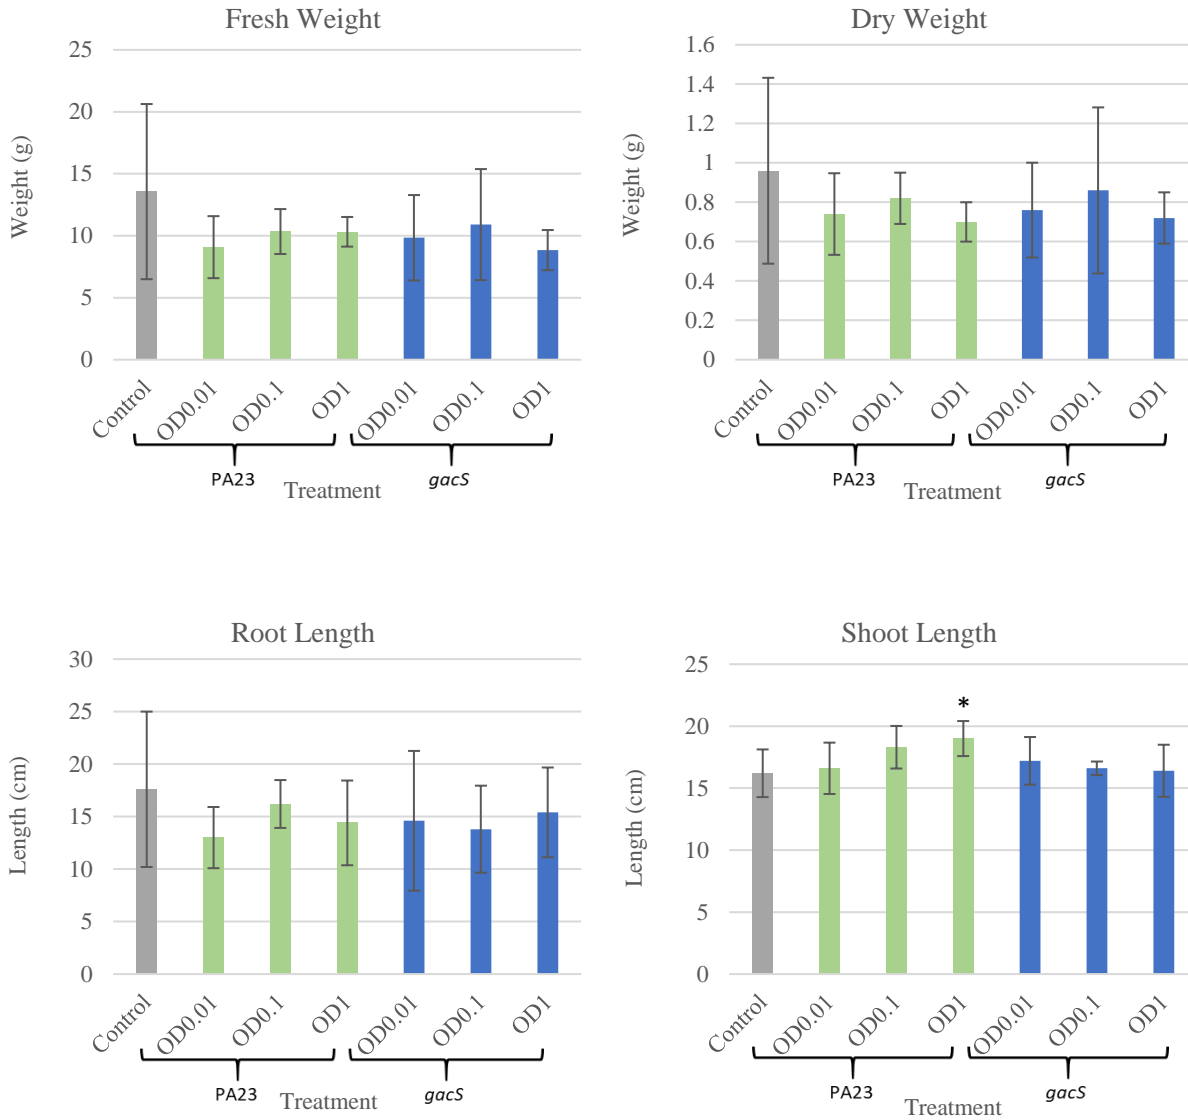 Fresh Weight
25
20
15
10
5
0
Weight (g)
Control
OD0.01
OD0.1
OD1
OD0.01
OD0.1
OD1
PA23
gacS
Treatment
Dry Weight
1.6
1.4
1.2
1
0.8
0.6
0.4
0.2
0
Weight (g)
Control
OD0.01
OD0.1
OD1
OD0.01
OD0.1
OD1
PA23
gacS
Treatment
Root Length
30
25
20
15
10
5
0
Length (cm)
Control
OD0.01
OD0.1
OD1
OD0.01
OD0.1
OD1
PA23
gacS
Treatment
Shoot Length
25
20
15
10
5
0
*
Length (cm)
Control
OD0.01
OD0.1
OD1
OD0.01
OD0.1
OD1
PA23
gacS
Treatment